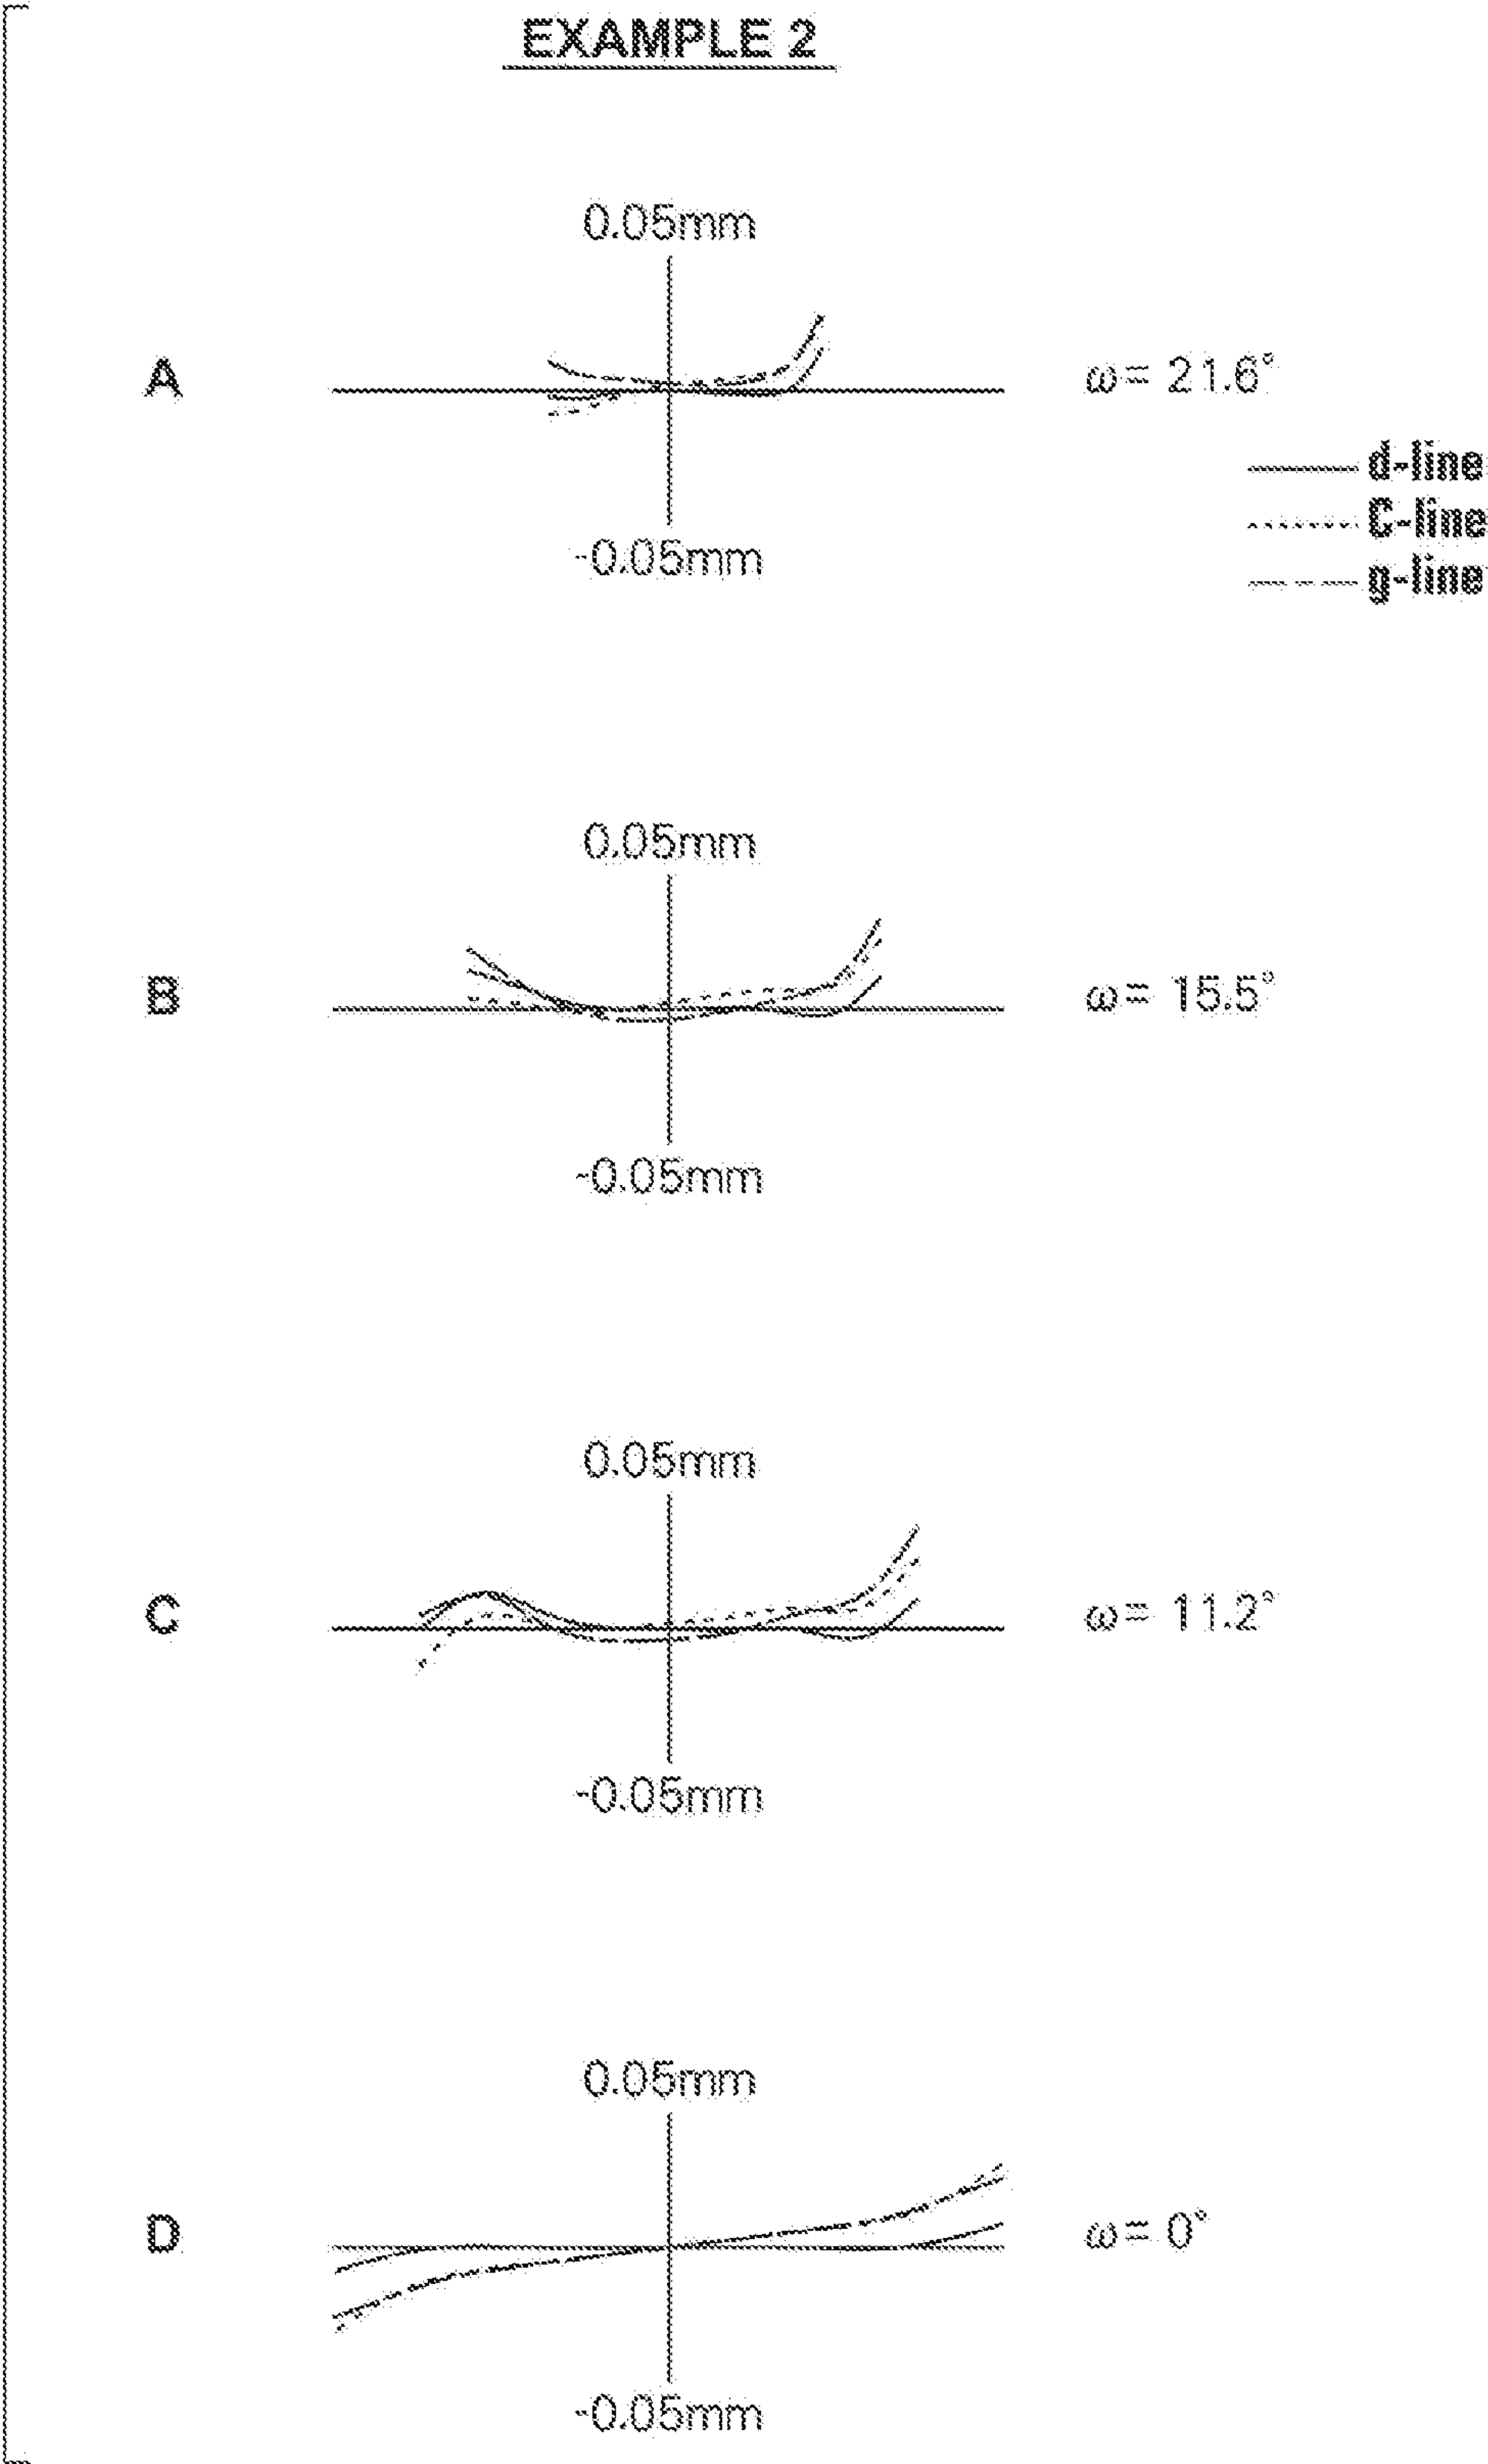 EXAMPLE 2
0.05mm
A
ω= 21.6°
d-line
C-line
g-line
-0.05mm
0.05mm
B
ω= 15.5°
-0.05mm
0.05mm
C
ω= 11.2°
-0.05mm
0.05mm
D
ω= 0°
-0.05mm